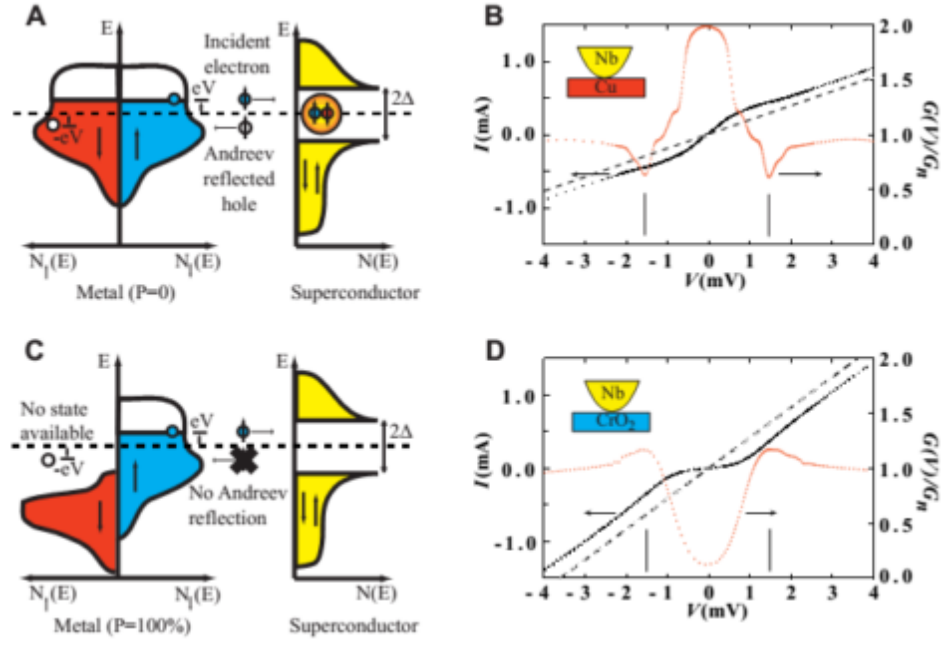 A
E
E
Incident
electron
eV
-eV
2Δ
Andreev
reflected
hole
N↓(E)
N↓(E)
N(E)
Metal (P=0)
Superconductor
B
Nb
Cu
I(mA)
1.0
0.0
-1.0
G(V)/Gn
2.0
1.5
1.0
0.5
0.0
-4 -3 -2 -1 0 1 2 3 4
V(mV)
C
E
E
No state
available
eV
-eV
2Δ
No Andreev
reflection
N↓(E)
N↓(E)
N(E)
Metal (P=100%)
Superconductor
D
Nb
CrO₂
I(mA)
1.0
0.0
-1.0
G(V)/Gn
2.0
1.5
1.0
0.5
0.0
-4 -3 -2 -1 0 1 2 3 4
V(mV)